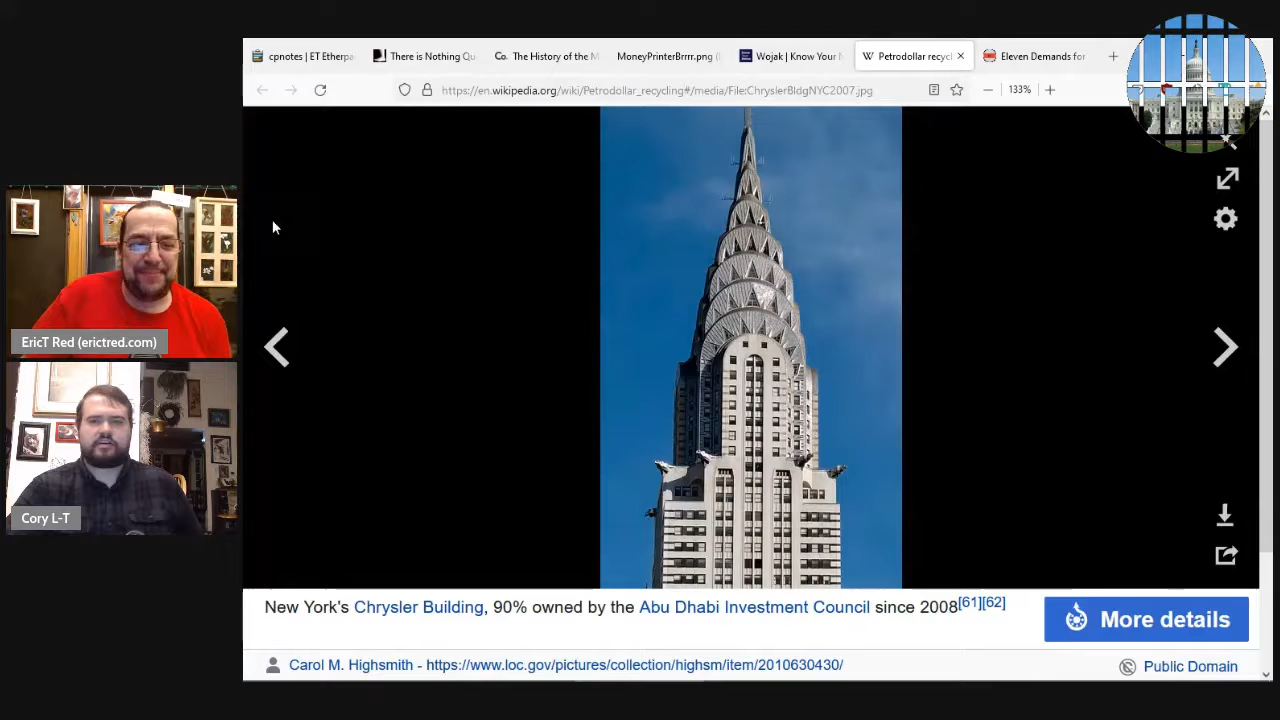 cpnotes | ET Etherpa
There is Nothing Qu
Co. The History of the M
MoneyPrinterBrrrr.png (
Wojak | Know Your M
W Petrodollar recycl
Eleven Demands for
https://en.wikipedia.org/wiki/Petrodollar_recycling#/media/File:ChryslerBldgNYC2007.jpg
133%
EricT Red (erictred.com)
Cory L-T
New York's Chrysler Building, 90% owned by the Abu Dhabi Investment Council since 2008[61][62]
More details
Carol M. Highsmith - https://www.loc.gov/pictures/collection/highsm/item/2010630430/
Public Domain